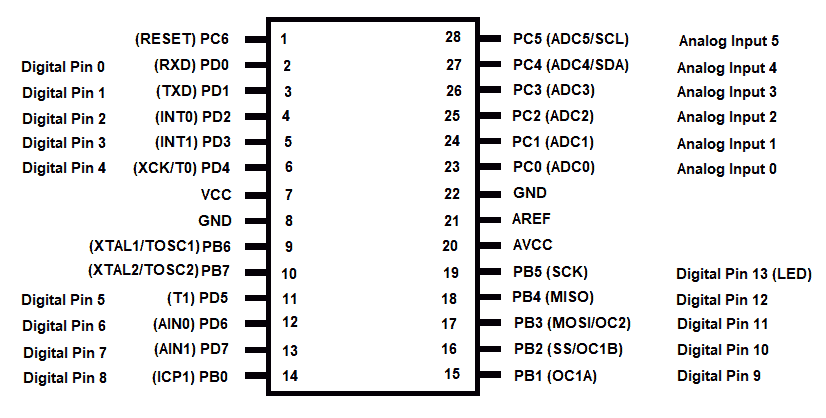 (RESET) PC6 1 28 PC5 (ADC5/SCL) Analog Input 5
Digital Pin 0 (RXD) PD0 2 27 PC4 (ADC4/SDA) Analog Input 4
Digital Pin 1 (TXD) PD1 3 26 PC3 (ADC3) Analog Input 3
Digital Pin 2 (INT0) PD2 4 25 PC2 (ADC2) Analog Input 2
Digital Pin 3 (INT1) PD3 5 24 PC1 (ADC1) Analog Input 1
Digital Pin 4 (XCK/T0) PD4 6 23 PC0 (ADC0) Analog Input 0
VCC 7 22 GND
GND 8 21 AREF
(XTAL1/TOSC1) PB6 9 20 AVCC
(XTAL2/TOSC2) PB7 10 19 PB5 (SCK) Digital Pin 13 (LED)
Digital Pin 5 (T1) PD5 11 18 PB4 (MISO) Digital Pin 12
Digital Pin 6 (AIN0) PD6 12 17 PB3 (MOSI/OC2) Digital Pin 11
Digital Pin 7 (AIN1) PD7 13 16 PB2 (SS/OC1B) Digital Pin 10
Digital Pin 8 (ICP1) PB0 14 15 PB1 (OC1A) Digital Pin 9